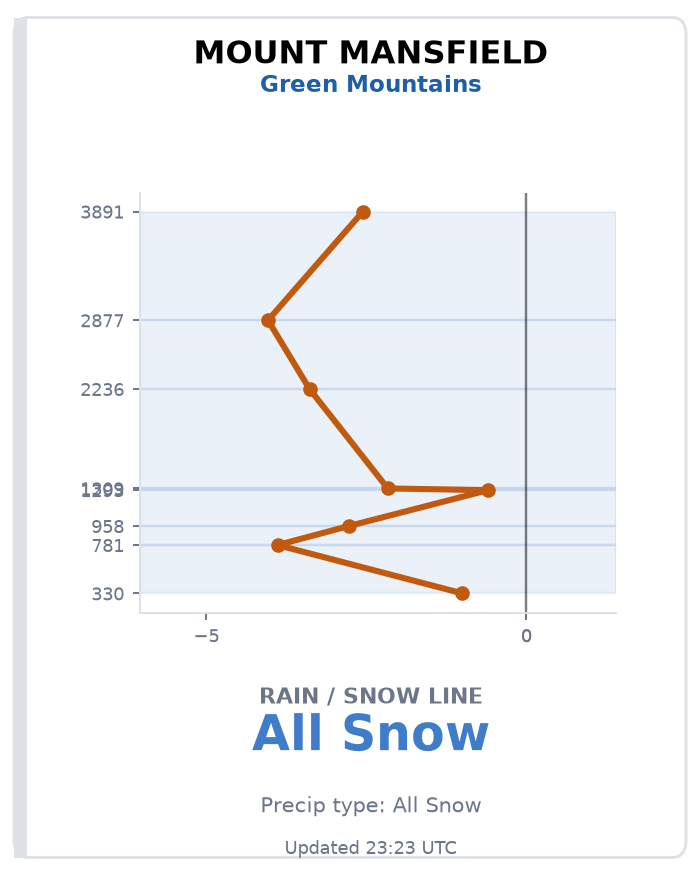 MOUNT MANSFIELD
Green Mountains
3891
2877
2236
958
781
330
−5 0
RAIN / SNOW LINE
All Snow
Precip type: All Snow
Updated 23:23 UTC